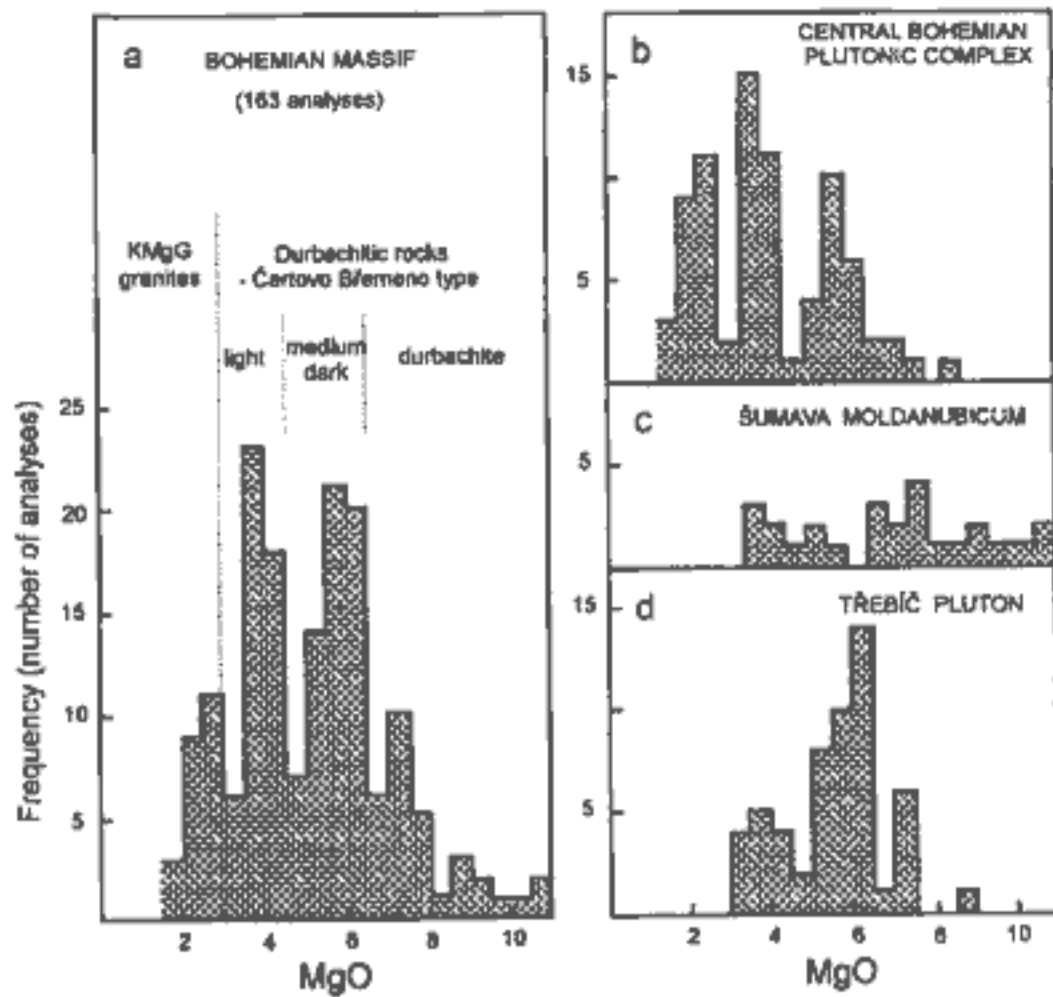 a
BOHEMIAN MASSIF
(163 analyses)
KMgG
granites
Durbachitic rocks
- Čertovo Břemeno type
light
medium
dark
durbachite
Frequency (number of analyses)
25
20
15
10
5
2
4
6
8
10
MgO
b
CENTRAL BOHEMIAN
PLUTONIC COMPLEX
15
5
c
ŠUMAVA MOLDANUBICUM
5
d
TŘEBÍČ PLUTON
15
5
2
4
6
8
10
MgO